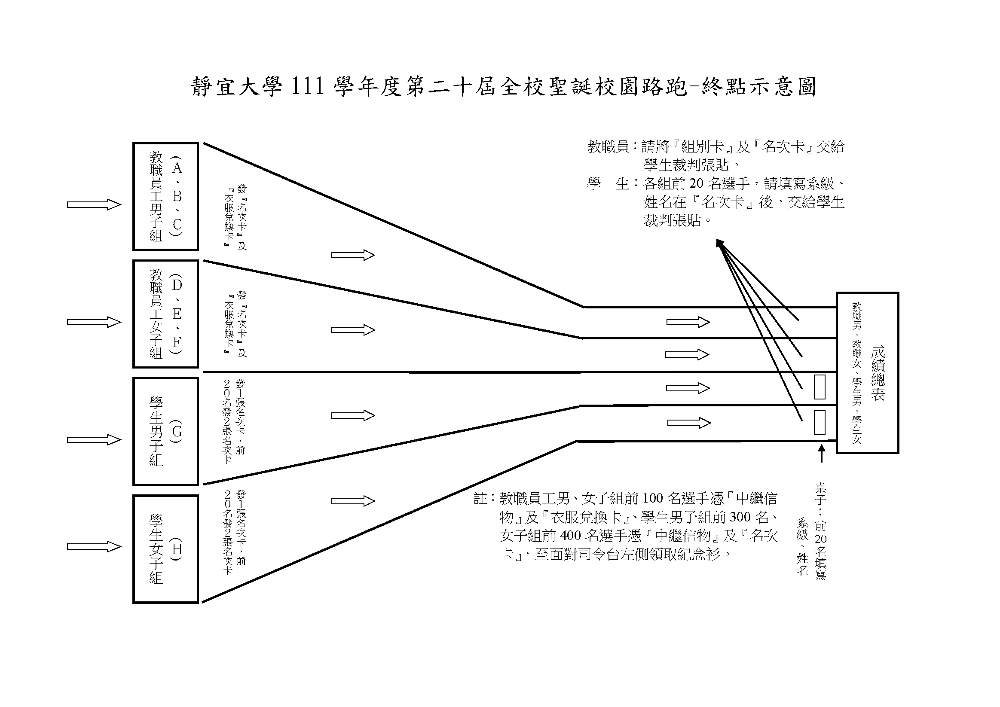 靜宜大學 111 學年度第二十屆全校聖誕校園路跑-終點示意圖
教職員：請將『組別卡』及『名次卡』交給
學生裁判張貼。
學　生：各組前 20 名選手，請填寫系級、
姓名在『名次卡』後，交給學生
裁判張貼。
(A、B、C)
教職員工男子組
發『名次卡』及
『衣服兌換卡』
(D、E、F)
教職員工女子組
發『名次卡』及
『衣服兌換卡』
(G)
學生男子組
發1張名次卡，前
20名發2張名次卡
(H)
學生女子組
發1張名次卡，前
20名發2張名次卡
成績總表
教職男、教職女、學生男、學生女
桌子：前20名填寫
系級、姓名
註：教職員工男、女子組前 100 名選手憑『中繼信
物』及『衣服兌換卡』、學生男子組前 300 名、
女子組前 400 名選手憑『中繼信物』及『名次
卡』，至面對司令台左側領取紀念衫。